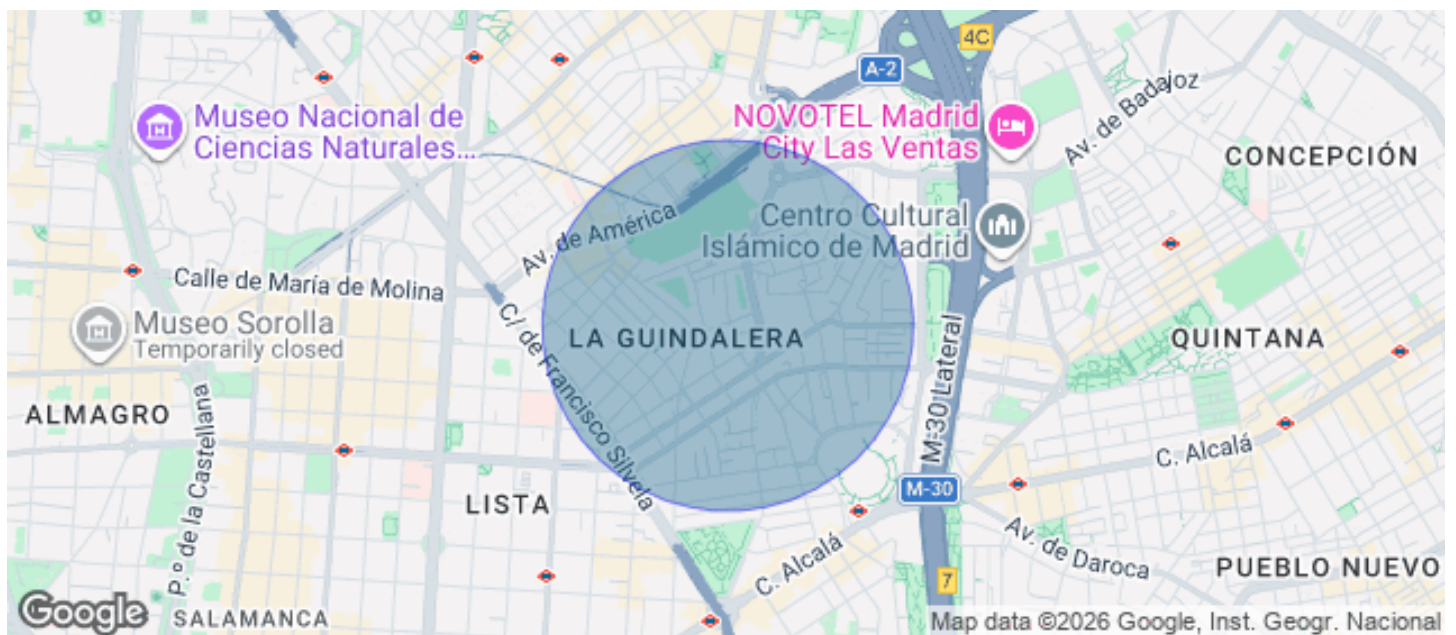 4C
A-2
Av. de Badajoz
Museo Nacional de
Ciencias Naturales...
NOVOTEL Madrid
City Las Ventas
CONCEPCIÓN
Av. de América
Centro Cultural
Islámico de Madrid
Calle de María de Molina
Museo Sorolla
Temporarily closed
C/ de Francisco Silvela
LA GUINDALERA
M-30 Lateral
QUINTANA
ALMAGRO
P.º de la Castellana
C. Alcalá
LISTA
M-30
Av. de Daroca
C. Alcalá
7
PUEBLO NUEVO
Google
SALAMANCA
Map data ©2026 Google, Inst. Geogr. Nacional